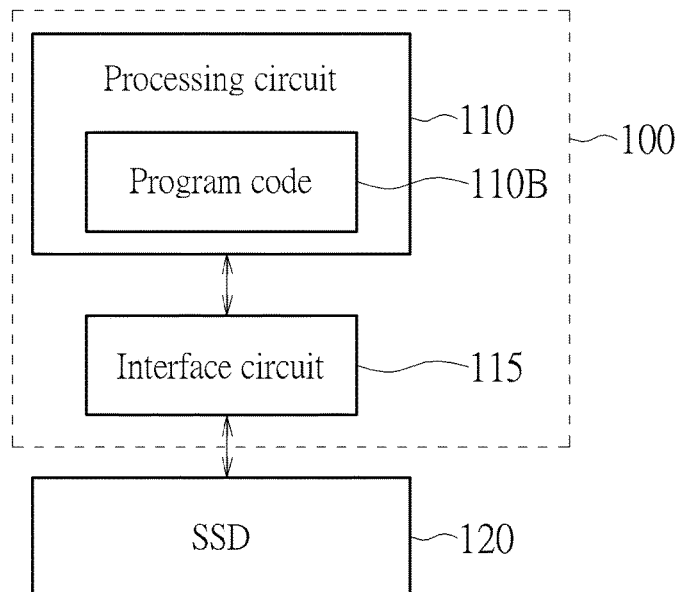 Processing circuit
110
100
Program code
110B
Interface circuit
115
SSD
120